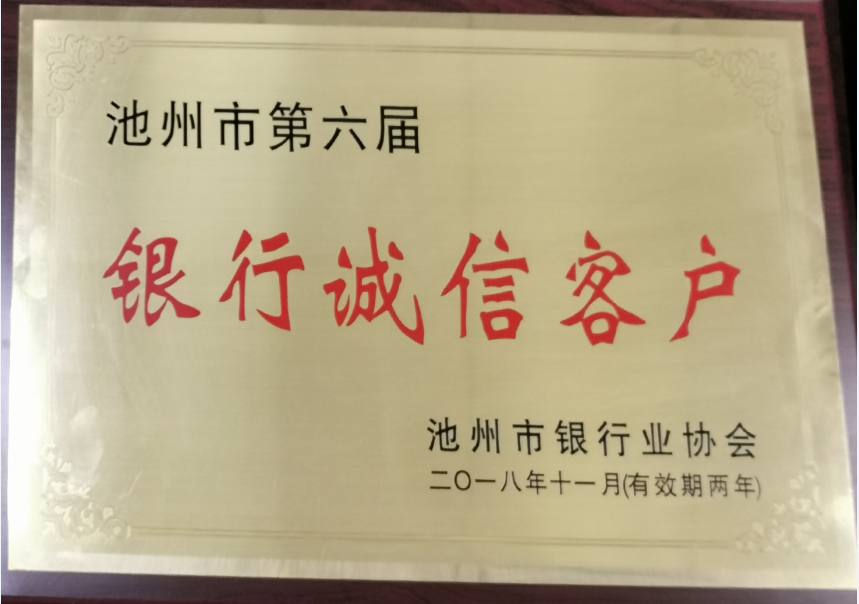 池州市第六届
银行诚信客户
池州市银行业协会
二〇一八年十一月(有效期两年)